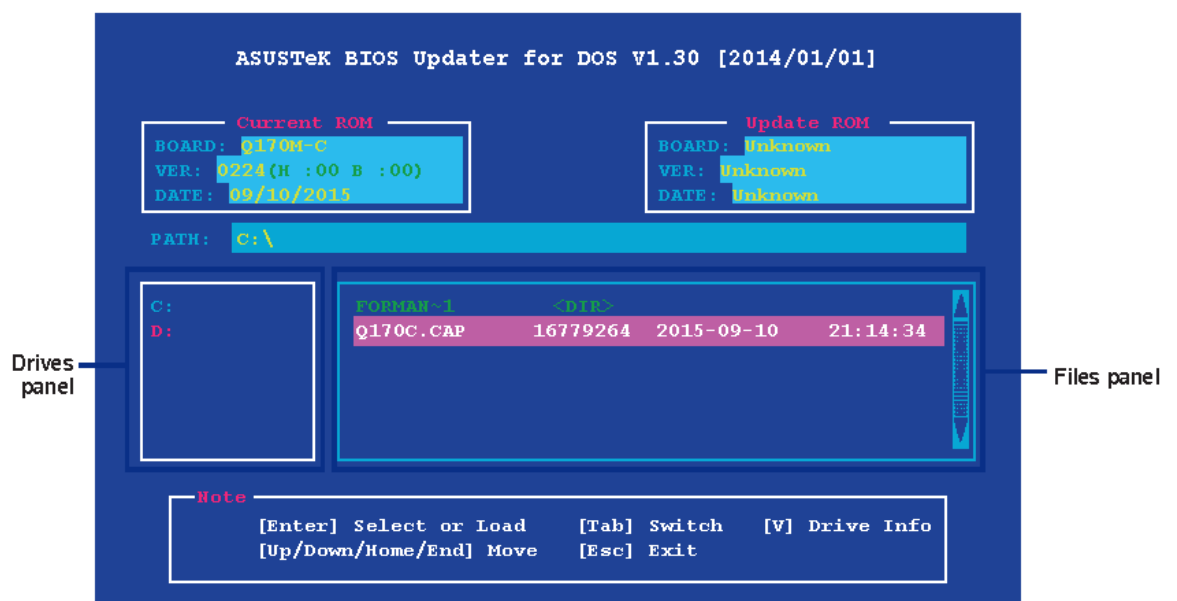 ASUSTeK BIOS Updater for DOS V1.30 [2014/01/01]
Current ROM
BOARD: Q170M-C
VER: 0224(H :00 B :00)
DATE: 09/10/2015
Update ROM
BOARD: Unknown
VER: Unknown
DATE: Unknown
PATH: C:\
Drives panel
C:
D:
FORMAN~1 <DIR>
Q170C.CAP 16779264 2015-09-10 21:14:34
Files panel
Note
[Enter] Select or Load [Tab] Switch [V] Drive Info
[Up/Down/Home/End] Move [Esc] Exit